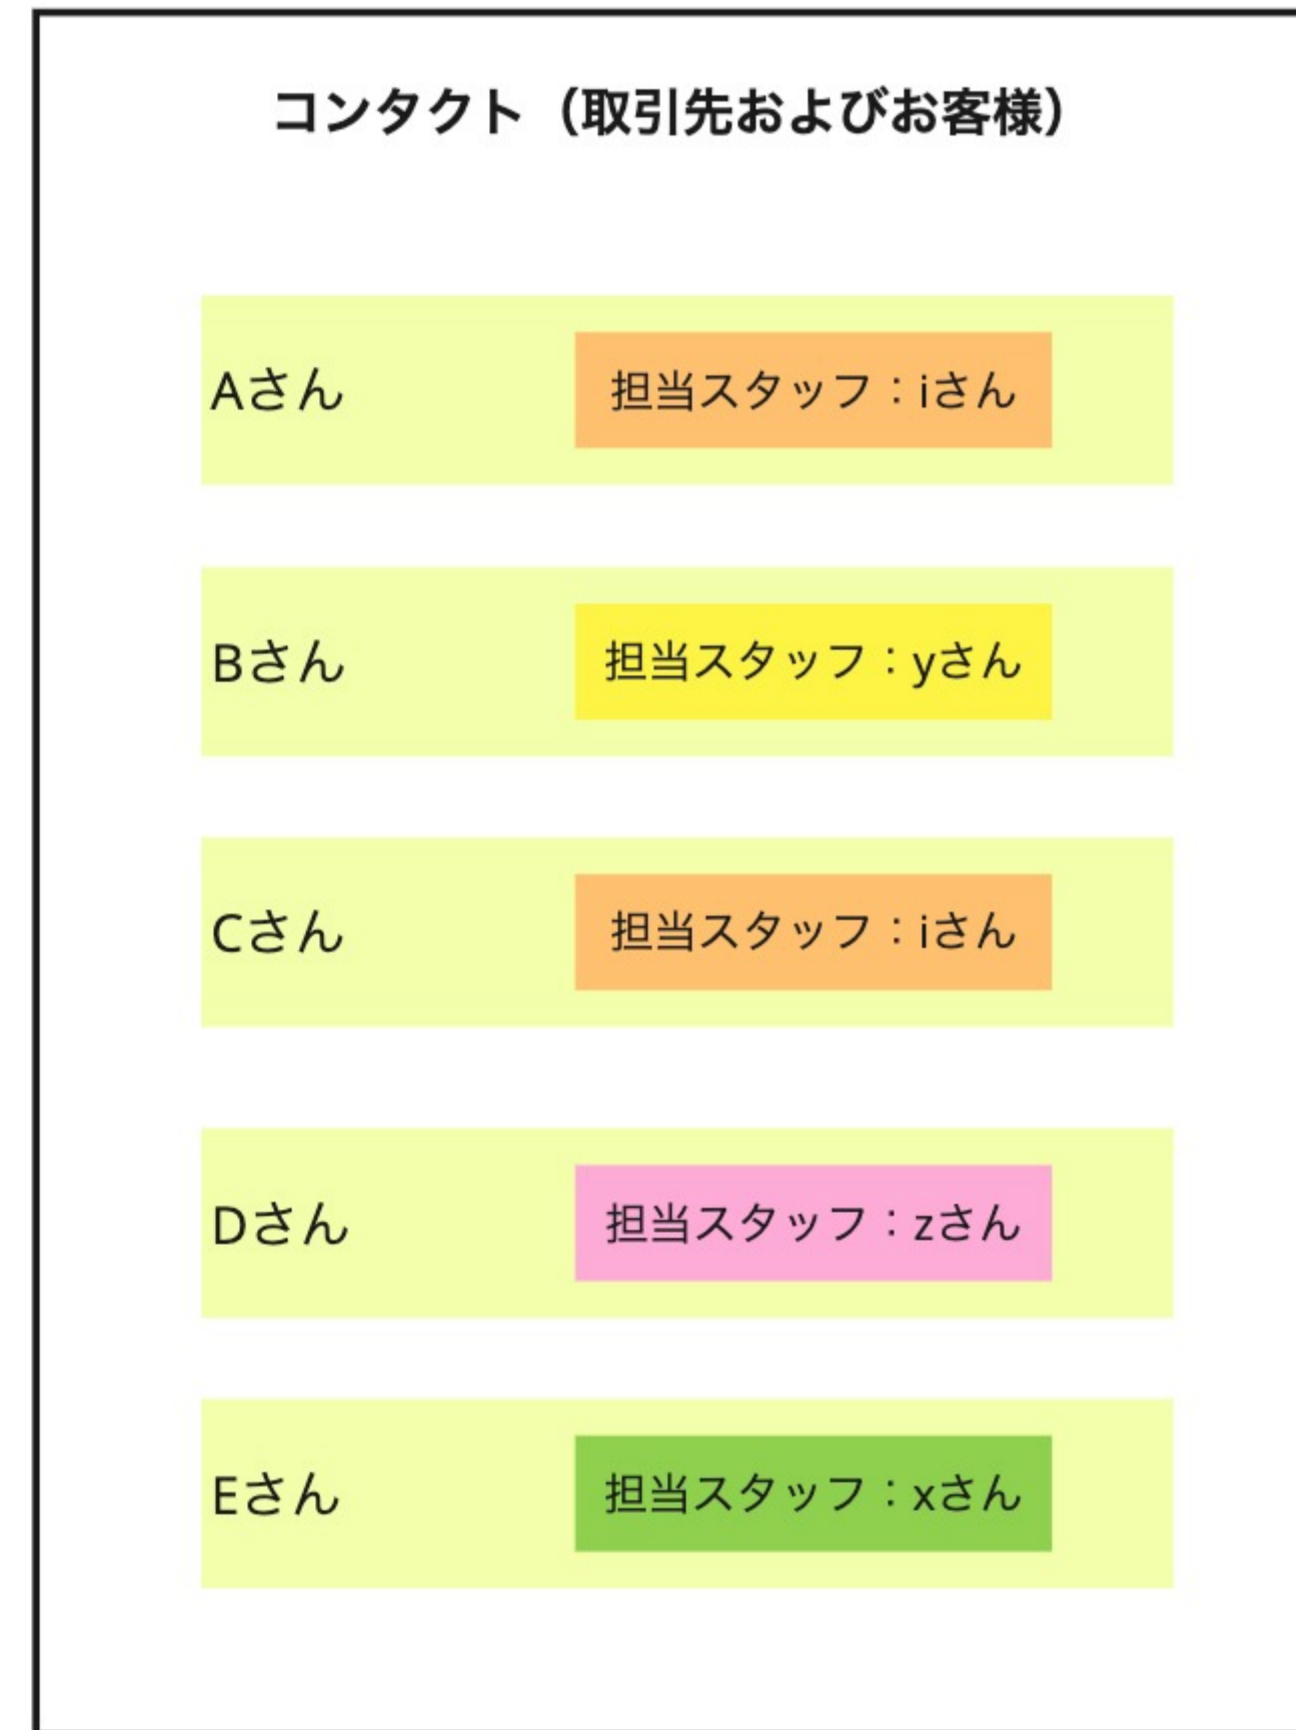 コンタクト（取引先およびお客様）
Aさん
担当スタッフ：iさん
Bさん
担当スタッフ：yさん
Cさん
担当スタッフ：iさん
Dさん
担当スタッフ：zさん
Eさん
担当スタッフ：xさん